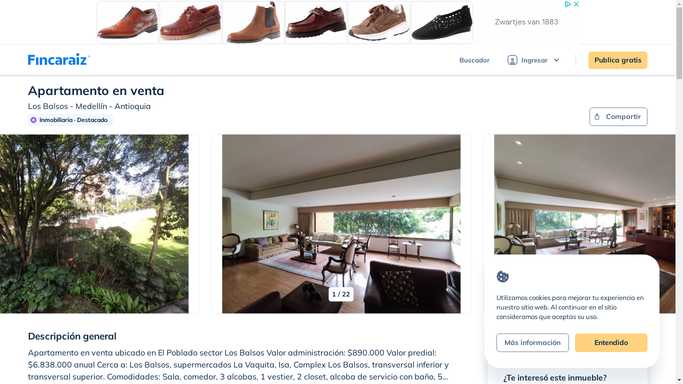 Zwartjes van 1883
Fincaraiz
Buscador
Ingresar
Publica gratis
Apartamento en venta
Los Balsos - Medellín - Antioquia
Inmobiliaria · Destacado
Compartir
1 / 22
Utilizamos cookies para mejorar tu experiencia en
nuestro sitio web. Al continuar en el sitio
consideramos que aceptas su uso.
Más información
Entendido
Descripción general
Apartamento en venta ubicado en El Poblado sector Los Balsos Valor administración: $890.000 Valor predial:
$6.838.000 anual Cerca a: Los Balsos, supermercados La Vaquita, Isa, Complex Los Balsos, transversal inferior y
transversal superior. Comodidades: Sala, comedor, 3 alcobas, 1 vestier, 2 closet, alcoba de servicio con baño, 5...
¿Te interesó este inmueble?